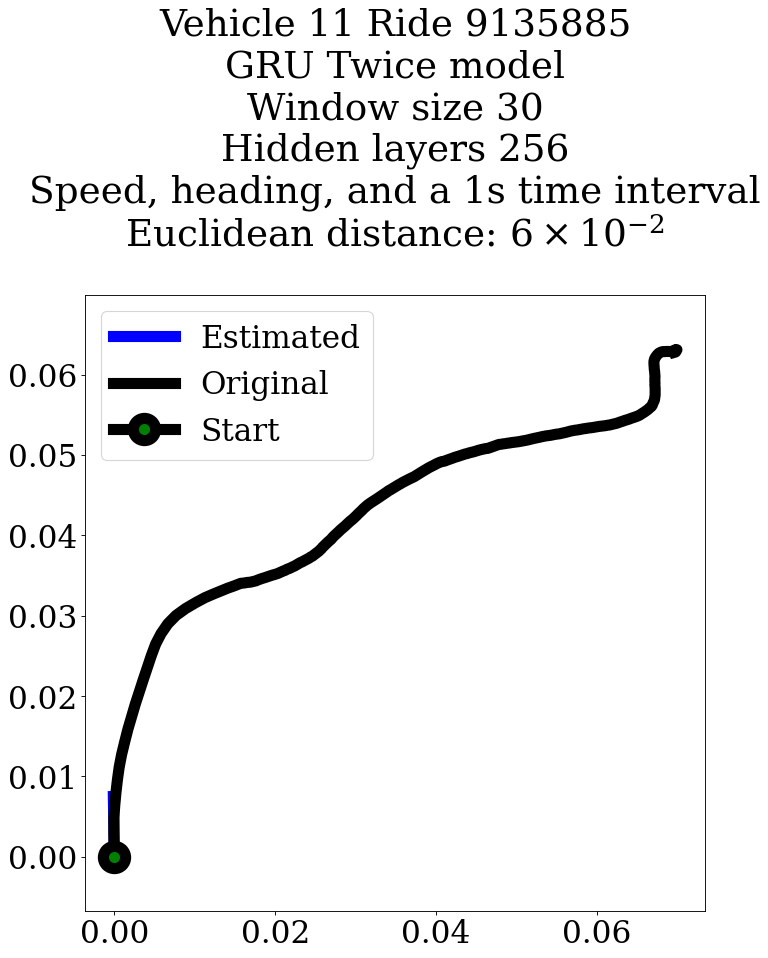 Vehicle 11 Ride 9135885
GRU Twice model
Window size 30
Hidden layers 256
Speed, heading, and a 1s time interval
Euclidean distance: 6 × 10⁻²
Estimated
Original
Start
0.06
0.05
0.04
0.03
0.02
0.01
0.00
0.00 0.02 0.04 0.06